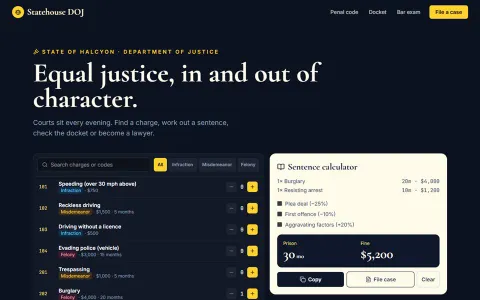 Statehouse DOJ
Penal code
Docket
Bar exam
File a case
STATE OF HALCYON · DEPARTMENT OF JUSTICE
Equal justice, in and out of
character.
Courts sit every evening. Find a charge, work out a sentence,
check the docket or become a lawyer.
Search charges or codes
All
Infraction
Misdemeanor
Felony
101 Speeding (over 30 mph above) 0
Infraction · $750
102 Reckless driving 0
Misdemeanor · $1,500 · 5 months
103 Driving without a licence 0
Infraction · $500
104 Evading police (vehicle) 0
Felony · $3,000 · 15 months
201 Trespassing 0
Misdemeanor · $1,000 · 5 months
202 Burglary 1
Felony · $4,000 · 20 months
Sentence calculator
1× Burglary 20m · $4,000
1× Resisting arrest 10m · $1,200
Plea deal (−25%)
First offence (−10%)
Aggravating factors (+20%)
Prison
30 mo
Fine
$5,200
Copy
File case
Clear